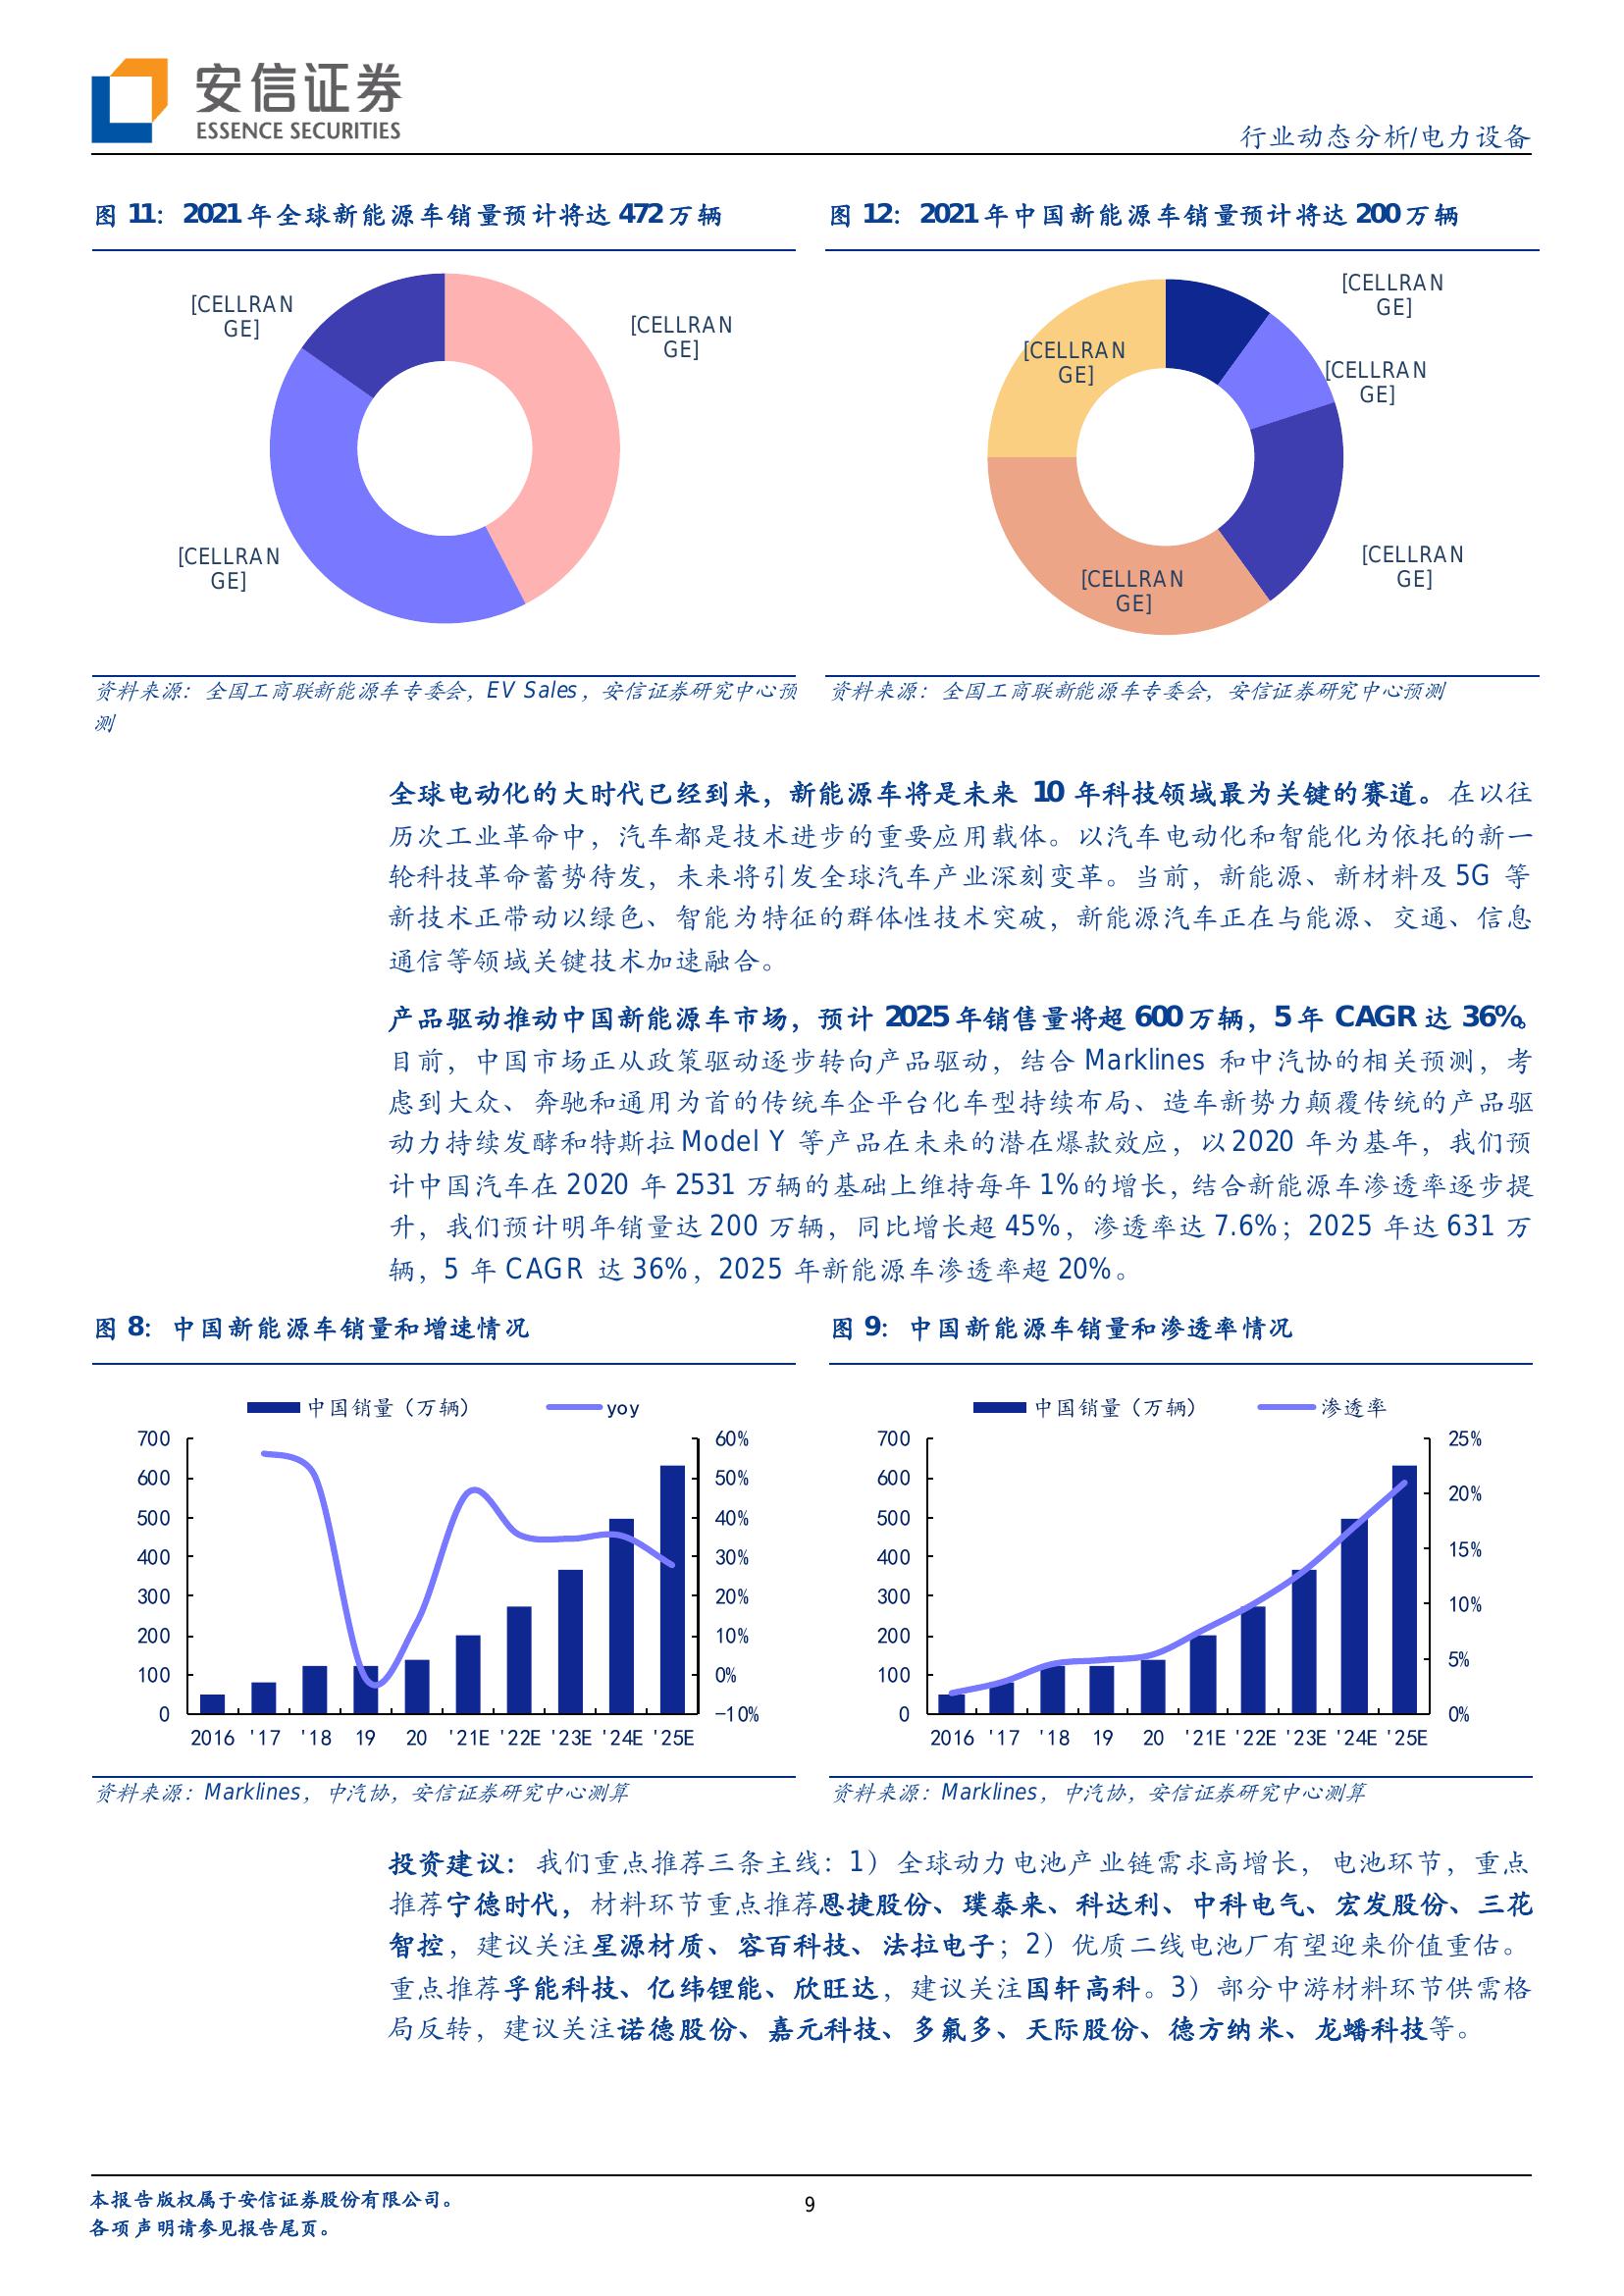 安信证券
ESSENCE SECURITIES
行业动态分析/电力设备
图 11：2021 年全球新能源车销量预计将达 472 万辆
[CELLRAN
GE]
[CELLRAN
GE]
[CELLRAN
GE]
资料来源：全国工商联新能源车专委会，EV Sales，安信证券研究中心预
测
图 12：2021 年中国新能源车销量预计将达 200 万辆
[CELLRAN
GE]
[CELLRAN
GE]
[CELLRAN
GE]
[CELLRAN
GE]
[CELLRAN
GE]
资料来源：全国工商联新能源车专委会，安信证券研究中心预测
全球电动化的大时代已经到来，新能源车将是未来 10 年科技领域最为关键的赛道。在以往
历次工业革命中，汽车都是技术进步的重要应用载体。以汽车电动化和智能化为依托的新一
轮科技革命蓄势待发，未来将引发全球汽车产业深刻变革。当前，新能源、新材料及 5G 等
新技术正带动以绿色、智能为特征的群体性技术突破，新能源汽车正在与能源、交通、信息
通信等领域关键技术加速融合。
产品驱动推动中国新能源车市场，预计 2025 年销售量将超 600 万辆，5 年 CAGR 达 36%。
目前，中国市场正从政策驱动逐步转向产品驱动，结合 Marklines 和中汽协的相关预测，考
虑到大众、奔驰和通用为首的传统车企平台化车型持续布局、造车新势力颠覆传统的产品驱
动力持续发酵和特斯拉 Model Y 等产品在未来的潜在爆款效应，以 2020 年为基年，我们预
计中国汽车在 2020 年 2531 万辆的基础上维持每年 1%的增长，结合新能源车渗透率逐步提
升，我们预计明年销量达 200 万辆，同比增长超 45%，渗透率达 7.6%；2025 年达 631 万
辆，5 年 CAGR 达 36%，2025 年新能源车渗透率超 20%。
图 8：中国新能源车销量和增速情况
中国销量（万辆） yoy
700 60%
600 50%
500 40%
400 30%
300 20%
200 10%
100 0%
0 -10%
2016 '17 '18 19 20 '21E '22E '23E '24E '25E
资料来源：Marklines，中汽协，安信证券研究中心测算
图 9：中国新能源车销量和渗透率情况
中国销量（万辆） 渗透率
700 25%
600 20%
500 15%
400 10%
300 5%
200 0%
100
0
2016 '17 '18 19 20 '21E '22E '23E '24E '25E
资料来源：Marklines，中汽协，安信证券研究中心测算
投资建议：我们重点推荐三条主线：1）全球动力电池产业链需求高增长，电池环节，重点
推荐宁德时代，材料环节重点推荐恩捷股份、璞泰来、科达利、中科电气、宏发股份、三花
智控，建议关注星源材质、容百科技、法拉电子；2）优质二线电池厂有望迎来价值重估。
重点推荐孚能科技、亿纬锂能、欣旺达，建议关注国轩高科。3）部分中游材料环节供需格
局反转，建议关注诺德股份、嘉元科技、多氟多、天际股份、德方纳米、龙蟠科技等。
本报告版权属于安信证券股份有限公司。
各项声明请参见报告尾页。
9